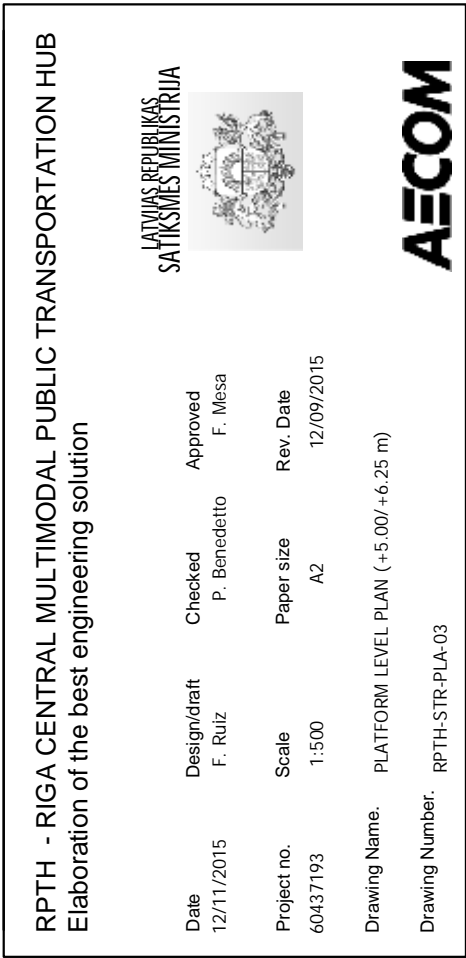 RPTH - RIGA CENTRAL MULTIMODAL PUBLIC TRANSPORTATION HUB
Elaboration of the best engineering solution
LATVIJAS REPUBLIKAS
SATIKSMES MINISTRIJA
Date Design/draft Checked Approved
12/11/2015 F. Ruiz P. Benedetto F. Mesa
Project no. Scale Paper size Rev. Date
60437193 1:500 A2 12/09/2015
Drawing Name. PLATFORM LEVEL PLAN (+5.00/+6.25 m)
Drawing Number. RPTH-STR-PLA-03
AECOM